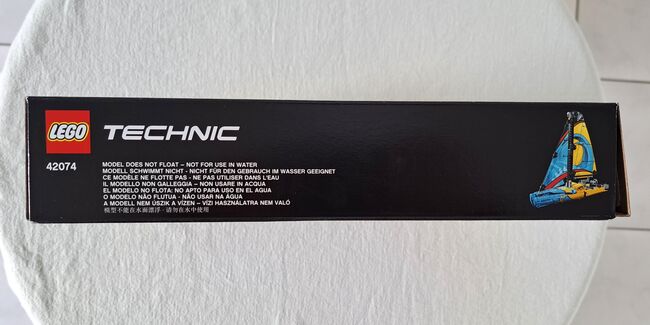 LEGO TECHNIC
42074
MODEL DOES NOT FLOAT – NOT FOR USE IN WATER
MODELL SCHWIMMT NICHT - NICHT FÜR DEN GEBRAUCH IM WASSER GEEIGNET
CE MODÈLE NE FLOTTE PAS - NE PAS UTILISER DANS L'EAU
IL MODELLO NON GALLEGGIA – NON USARE IN ACQUA
EL MODELO NO FLOTA: NO APTO PARA USO EN EL AGUA
O MODELO NÃO FLUTUA - NÃO USAR NA ÁGUA
A MODELL NEM ÚSZIK A VÍZEN – VÍZI HASZNÁLATRA NEM VALÓ
模型不能在水面漂浮 · 请勿在水中使用